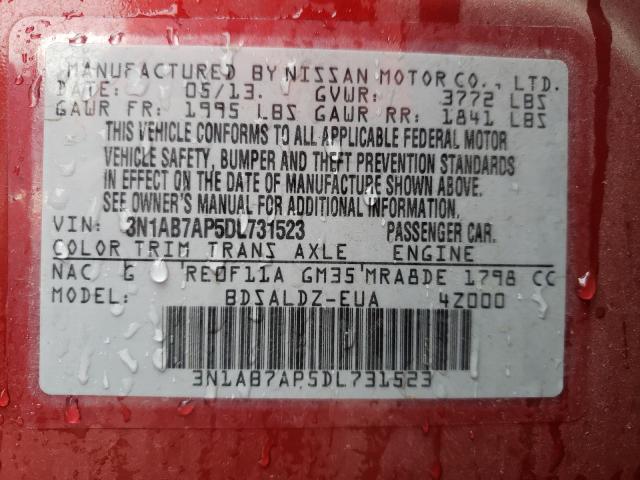 MANUFACTURED BY NISSAN MOTOR CO., LTD.
DATE: 05/13. GVWR: 3772 LBS
GAWR FR: 1995 LBS GAWR RR: 1841 LBS
THIS VEHICLE CONFORMS TO ALL APPLICABLE FEDERAL MOTOR
VEHICLE SAFETY, BUMPER AND THEFT PREVENTION STANDARDS
IN EFFECT ON THE DATE OF MANUFACTURE SHOWN ABOVE.
SEE OWNER'S MANUAL FOR ADDITIONAL INFORMATION.
VIN: 3N1AB7AP5DL731523 PASSENGER CAR.
COLOR TRIM TRANS AXLE ENGINE
NAC G RE0F11A GM35 MRA8DE 1798 CC
MODEL: BDSALDZ-EUA 4Z000
3N1AB7AP5DL731523